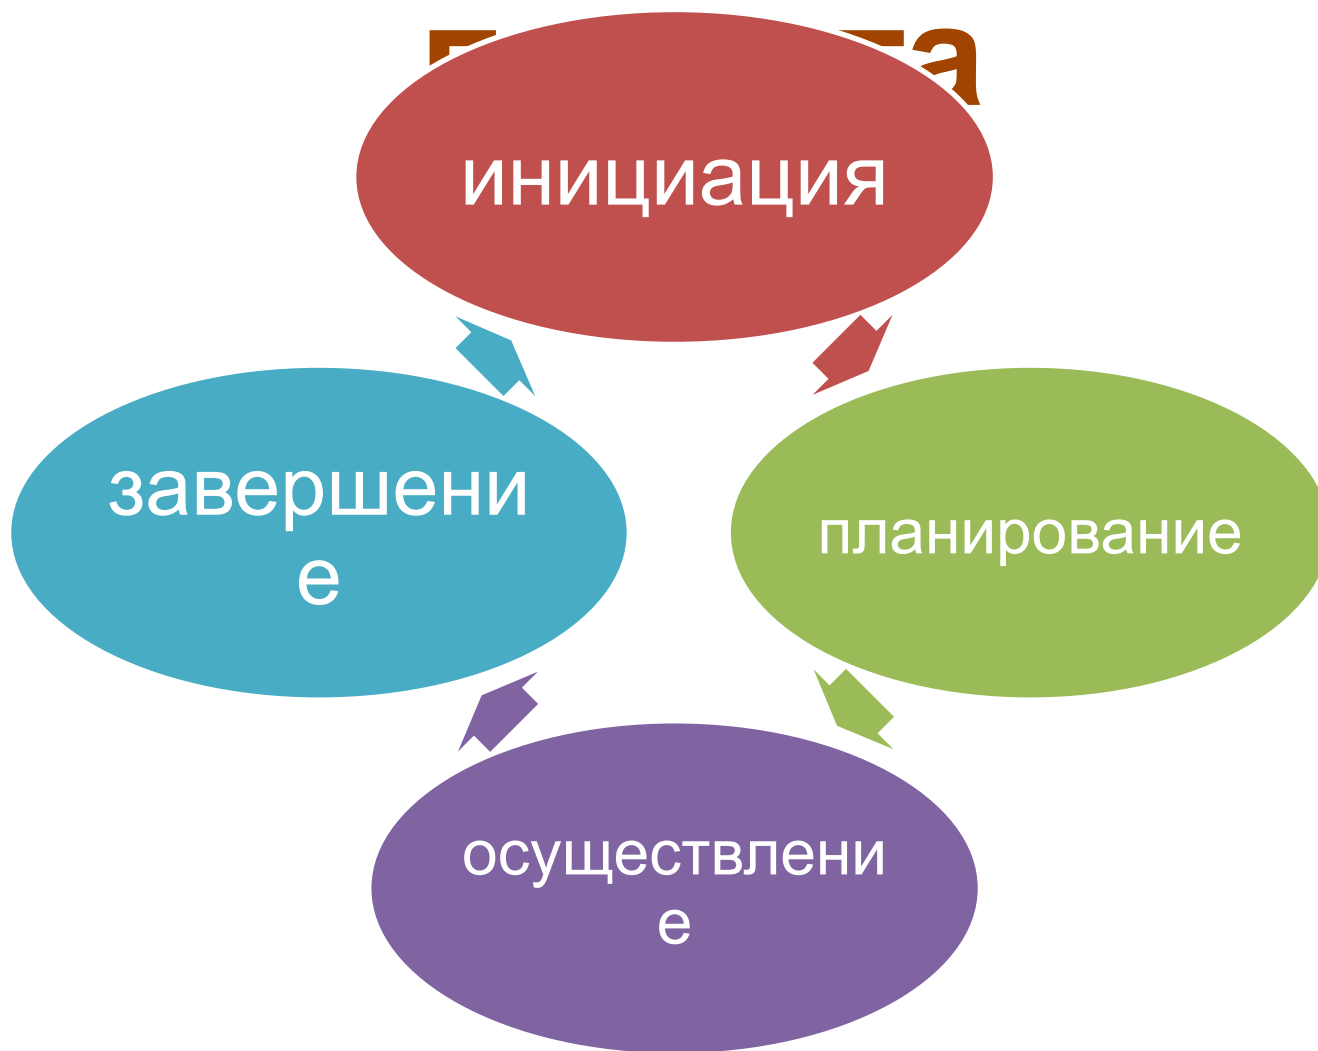 инициация
завершени
е
планирование
осуществлени
е